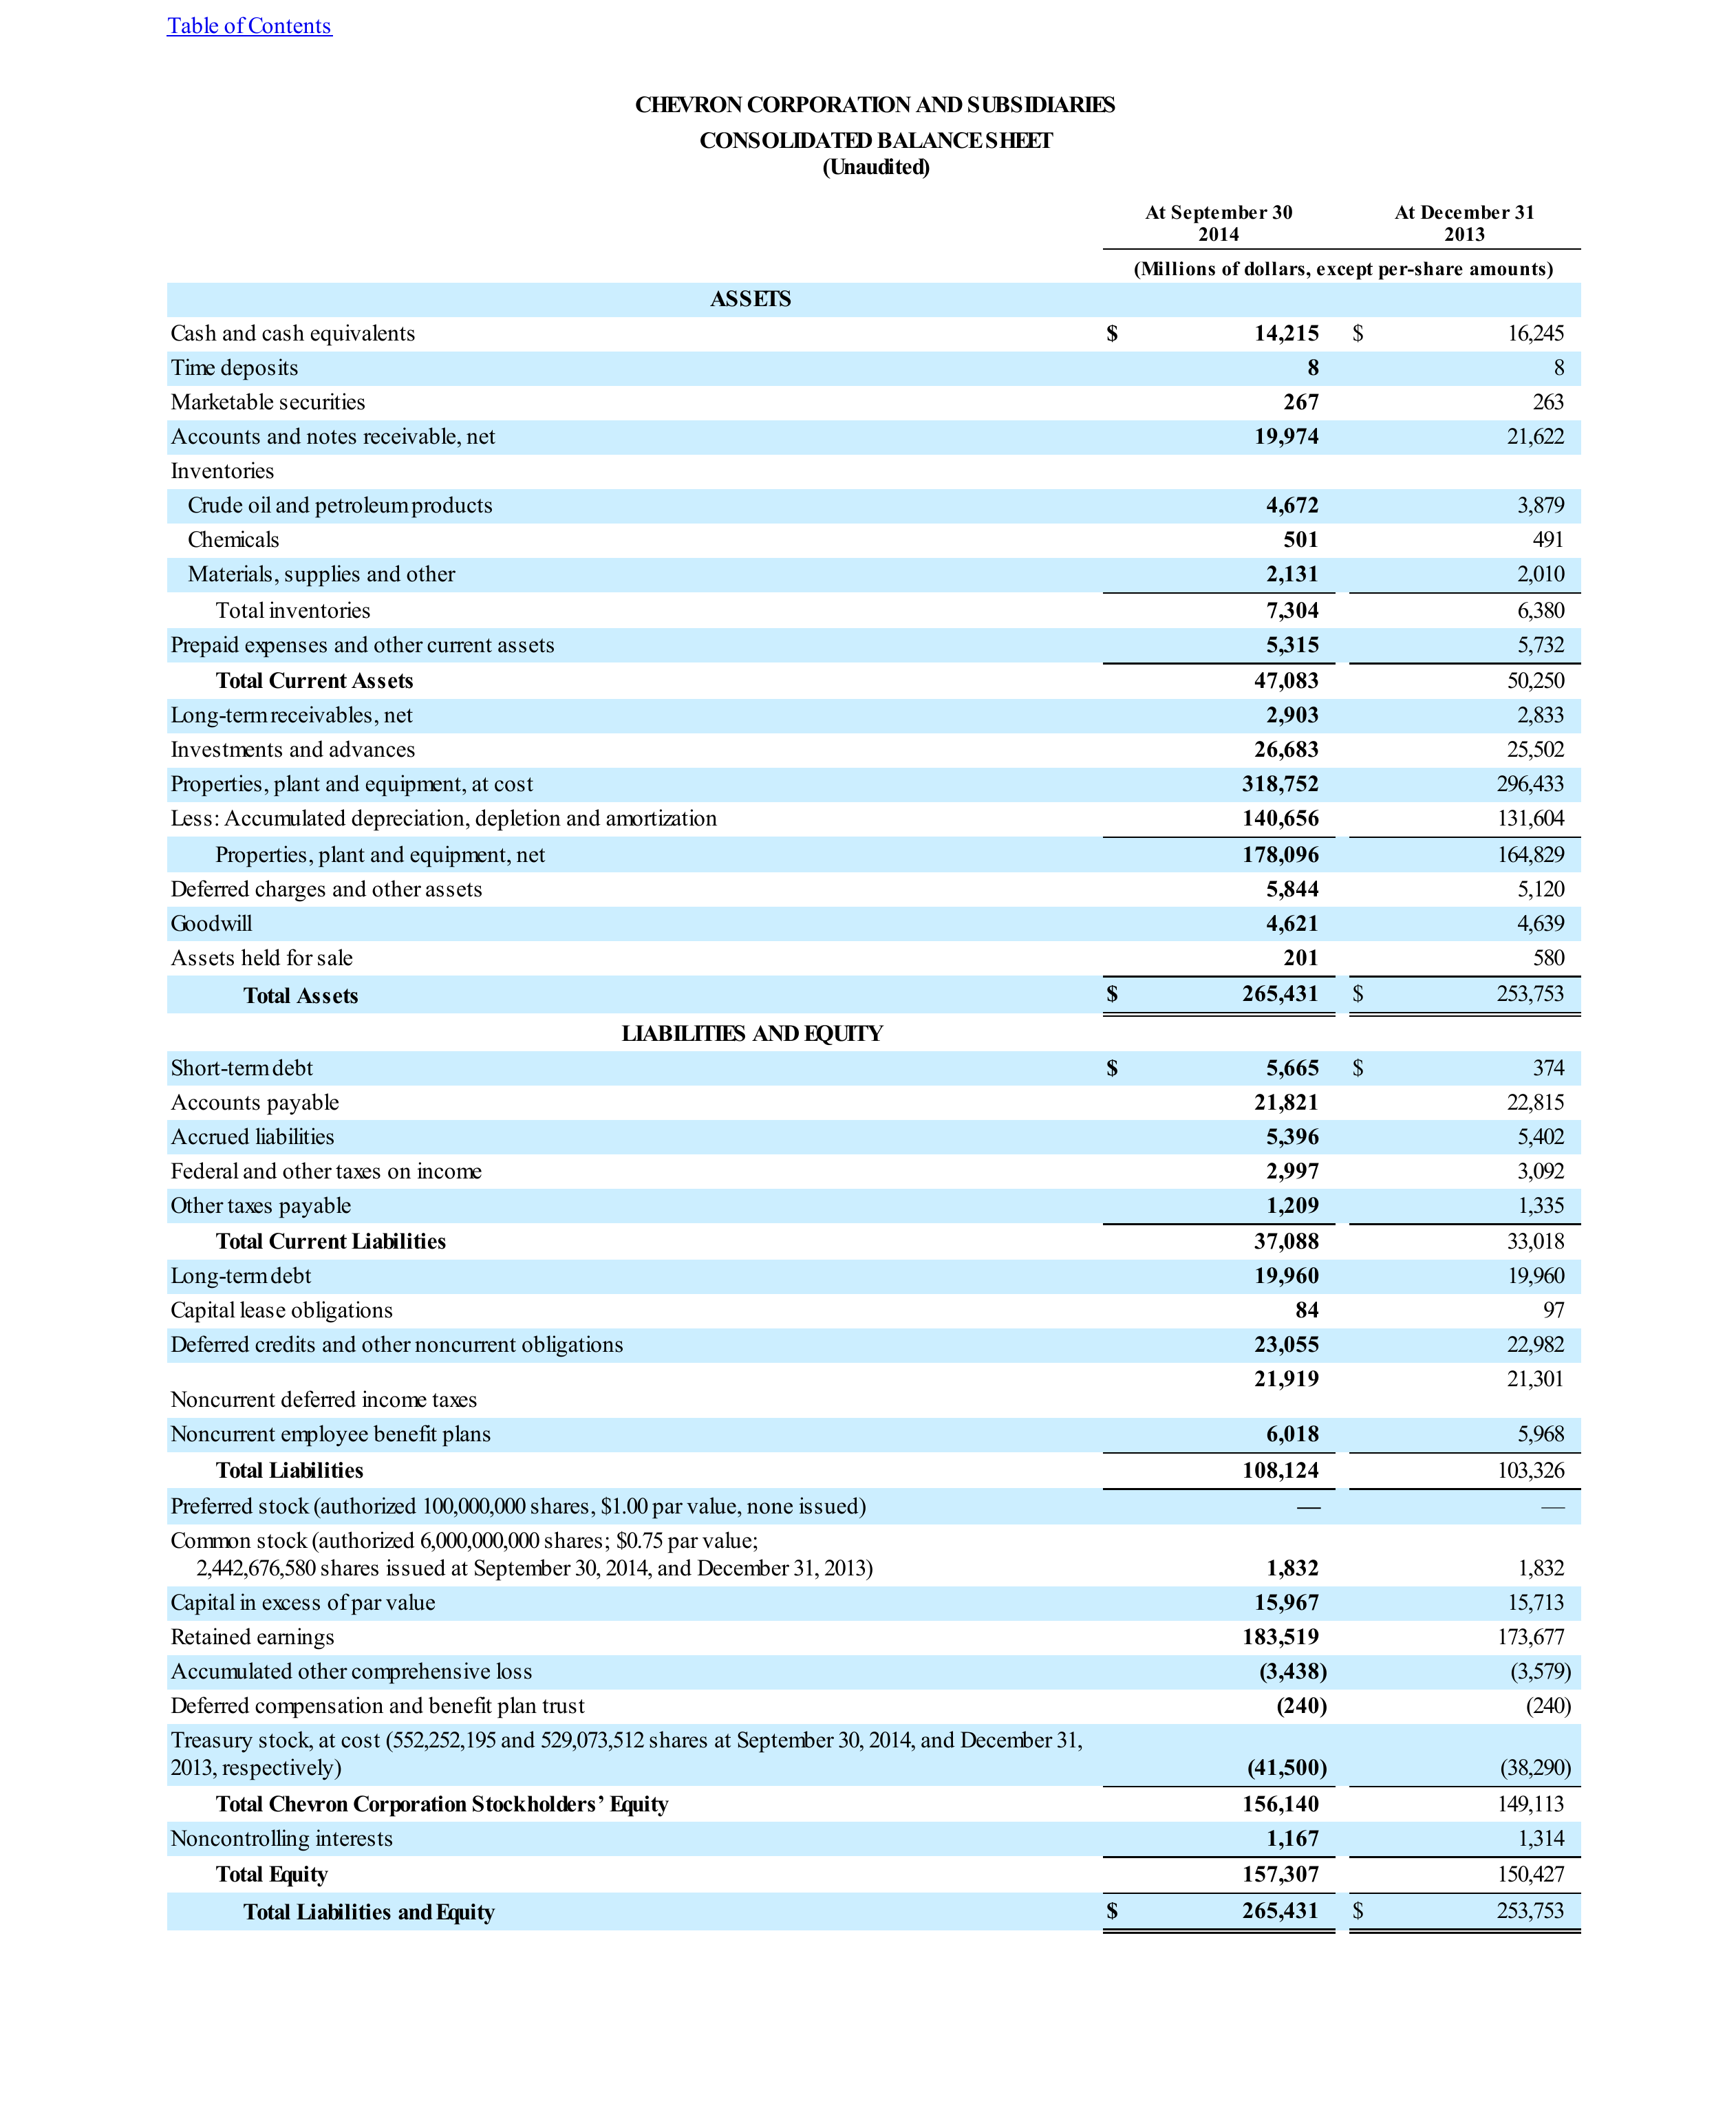 Table of Contents
CHEVRON CORPORATION AND SUBSIDIARIES
CONSOLIDATED BALANCE SHEET
(Unaudited)
At September 30 At December 31
2014 2013
(Millions of dollars, except per-share amounts)
ASSETS
Cash and cash equivalents $ 14,215 $ 16,245
Time deposits 8 8
Marketable securities 267 263
Accounts and notes receivable, net 19,974 21,622
Inventories
Crude oil and petroleum products 4,672 3,879
Chemicals 501 491
Materials, supplies and other 2,131 2,010
Total inventories 7,304 6,380
Prepaid expenses and other current assets 5,315 5,732
Total Current Assets 47,083 50,250
Long-term receivables, net 2,903 2,833
Investments and advances 26,683 25,502
Properties, plant and equipment, at cost 318,752 296,433
Less: Accumulated depreciation, depletion and amortization 140,656 131,604
Properties, plant and equipment, net 178,096 164,829
Deferred charges and other assets 5,844 5,120
Goodwill 4,621 4,639
Assets held for sale 201 580
Total Assets $ 265,431 $ 253,753
LIABILITIES AND EQUITY
Short-term debt $ 5,665 $ 374
Accounts payable 21,821 22,815
Accrued liabilities 5,396 5,402
Federal and other taxes on income 2,997 3,092
Other taxes payable 1,209 1,335
Total Current Liabilities 37,088 33,018
Long-term debt 19,960 19,960
Capital lease obligations 84 97
Deferred credits and other noncurrent obligations 23,055 22,982
Noncurrent deferred income taxes 21,919 21,301
Noncurrent employee benefit plans 6,018 5,968
Total Liabilities 108,124 103,326
Preferred stock (authorized 100,000,000 shares, $1.00 par value, none issued) — —
Common stock (authorized 6,000,000,000 shares; $0.75 par value;
2,442,676,580 shares issued at September 30, 2014, and December 31, 2013) 1,832 1,832
Capital in excess of par value 15,967 15,713
Retained earnings 183,519 173,677
Accumulated other comprehensive loss (3,438) (3,579)
Deferred compensation and benefit plan trust (240) (240)
Treasury stock, at cost (552,252,195 and 529,073,512 shares at September 30, 2014, and December 31,
2013, respectively) (41,500) (38,290)
Total Chevron Corporation Stockholders’ Equity 156,140 149,113
Noncontrolling interests 1,167 1,314
Total Equity 157,307 150,427
Total Liabilities and Equity $ 265,431 $ 253,753